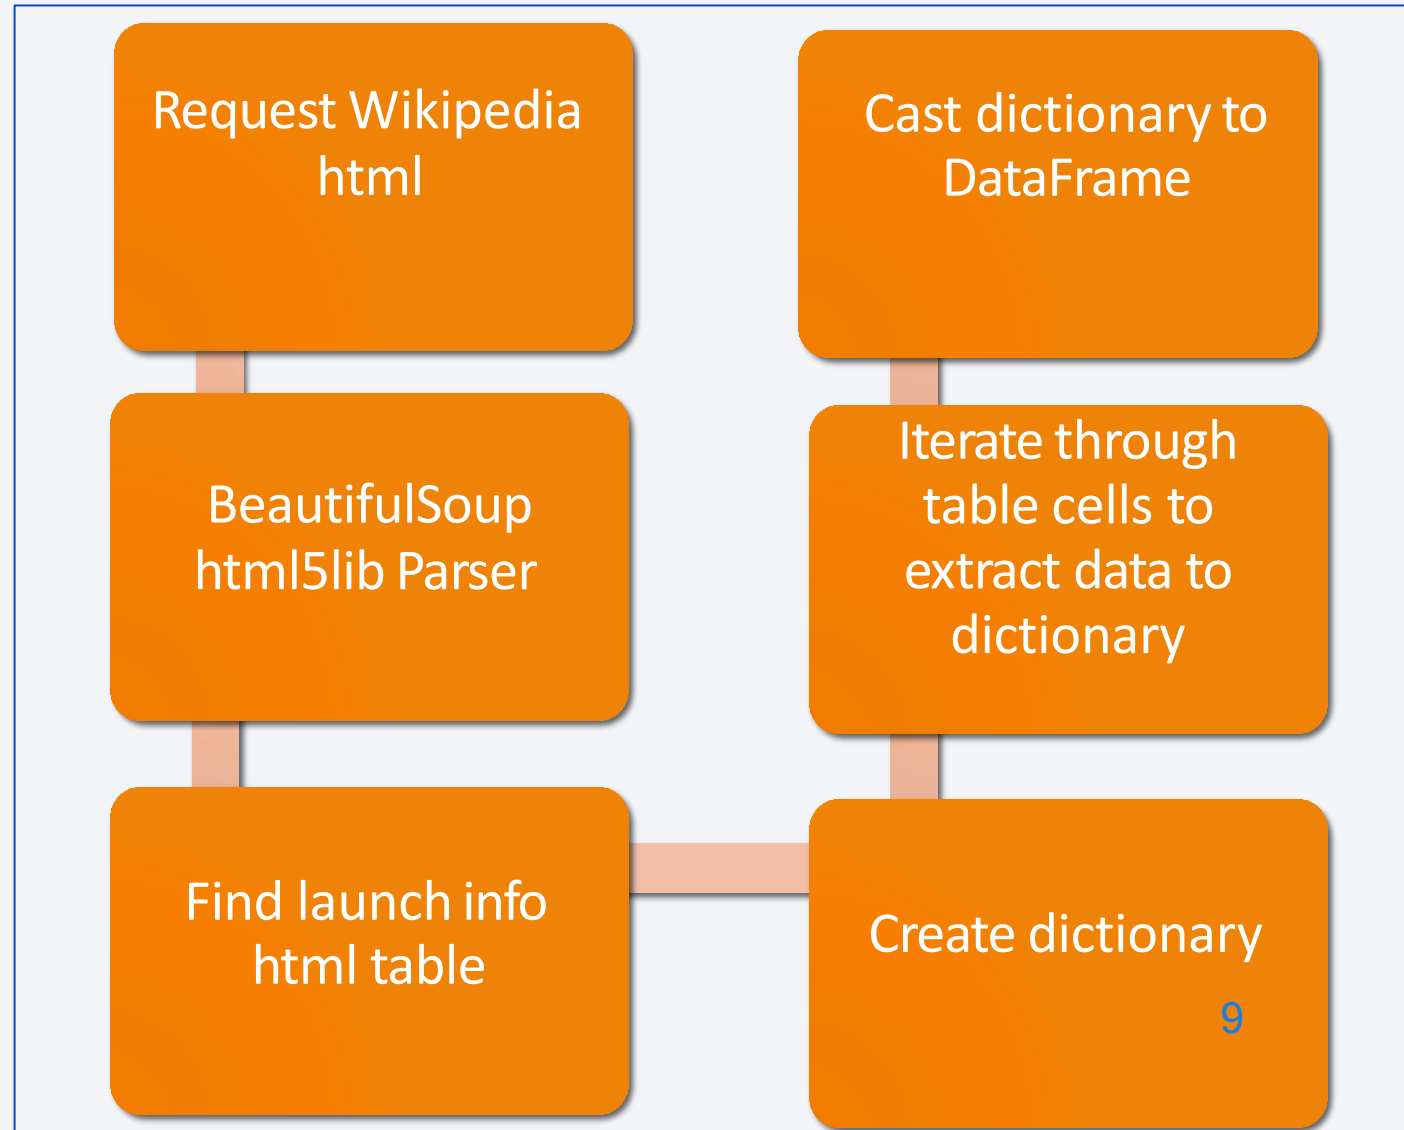 Request Wikipedia
html
BeautifulSoup
html5lib Parser
Find launch info
html table
Create dictionary
9
Iterate through
table cells to
extract data to
dictionary
Cast dictionary to
DataFrame